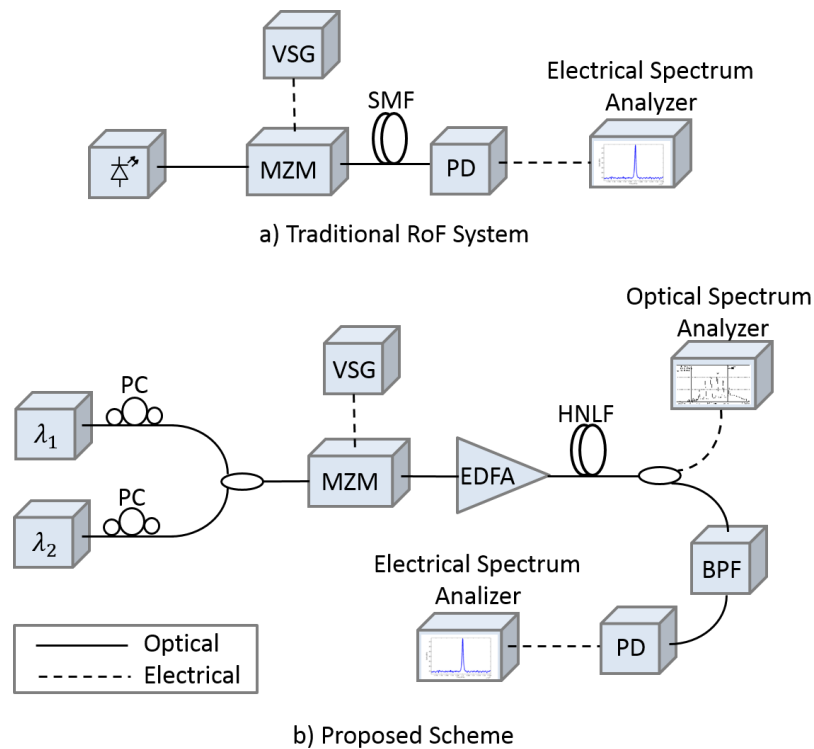 VSG
Electrical Spectrum
Analyzer
SMF
MZM
PD
a) Traditional RoF System
Optical Spectrum
Analyzer
VSG
PC
HNLF
λ₁
MZM
EDFA
PC
λ₂
BPF
Electrical Spectrum
Analizer
PD
Optical
Electrical
b) Proposed Scheme